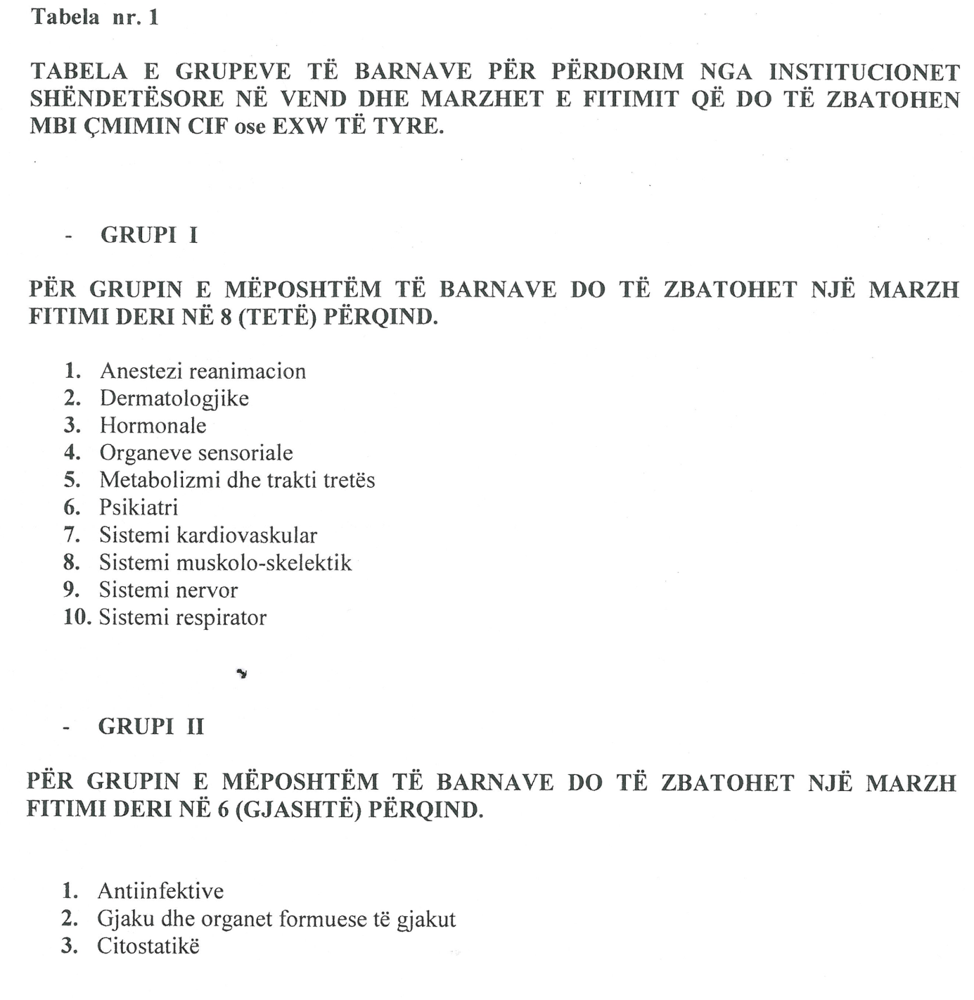 Tabela nr. 1
TABELA E GRUPEVE TË BARNAVE PËR PËRDORIM NGA INSTITUCIONET
SHËNDETËSORE NË VEND DHE MARZHET E FITIMIT QË DO TË ZBATOHEN
MBI ÇMIMIN CIF ose EXW TË TYRE.
- GRUPI I
PËR GRUPIN E MËPOSHTËM TË BARNAVE DO TË ZBATOHET NJË MARZH
FITIMI DERI NË 8 (TETË) PËRQIND.
1. Anestezi reanimacion
2. Dermatologjike
3. Hormonale
4. Organeve sensoriale
5. Metabolizmi dhe trakti tretës
6. Psikiatri
7. Sistemi kardiovaskular
8. Sistemi muskolo-skelektik
9. Sistemi nervor
10. Sistemi respirator
- GRUPI II
PËR GRUPIN E MËPOSHTËM TË BARNAVE DO TË ZBATOHET NJË MARZH
FITIMI DERI NË 6 (GJASHTË) PËRQIND.
1. Antiinfektive
2. Gjaku dhe organet formuese të gjakut
3. Citostatikë